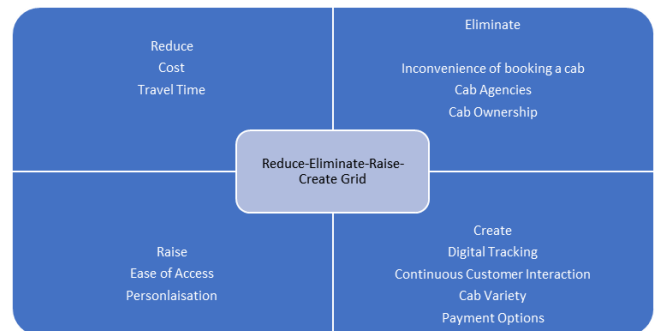 Reduce
Cost
Travel Time
Eliminate
Inconvenience of booking a cab
Cab Agencies
Cab Ownership
Reduce-Eliminate-Raise-
Create Grid
Raise
Ease of Access
Personlaisation
Create
Digital Tracking
Continuous Customer Interaction
Cab Variety
Payment Options